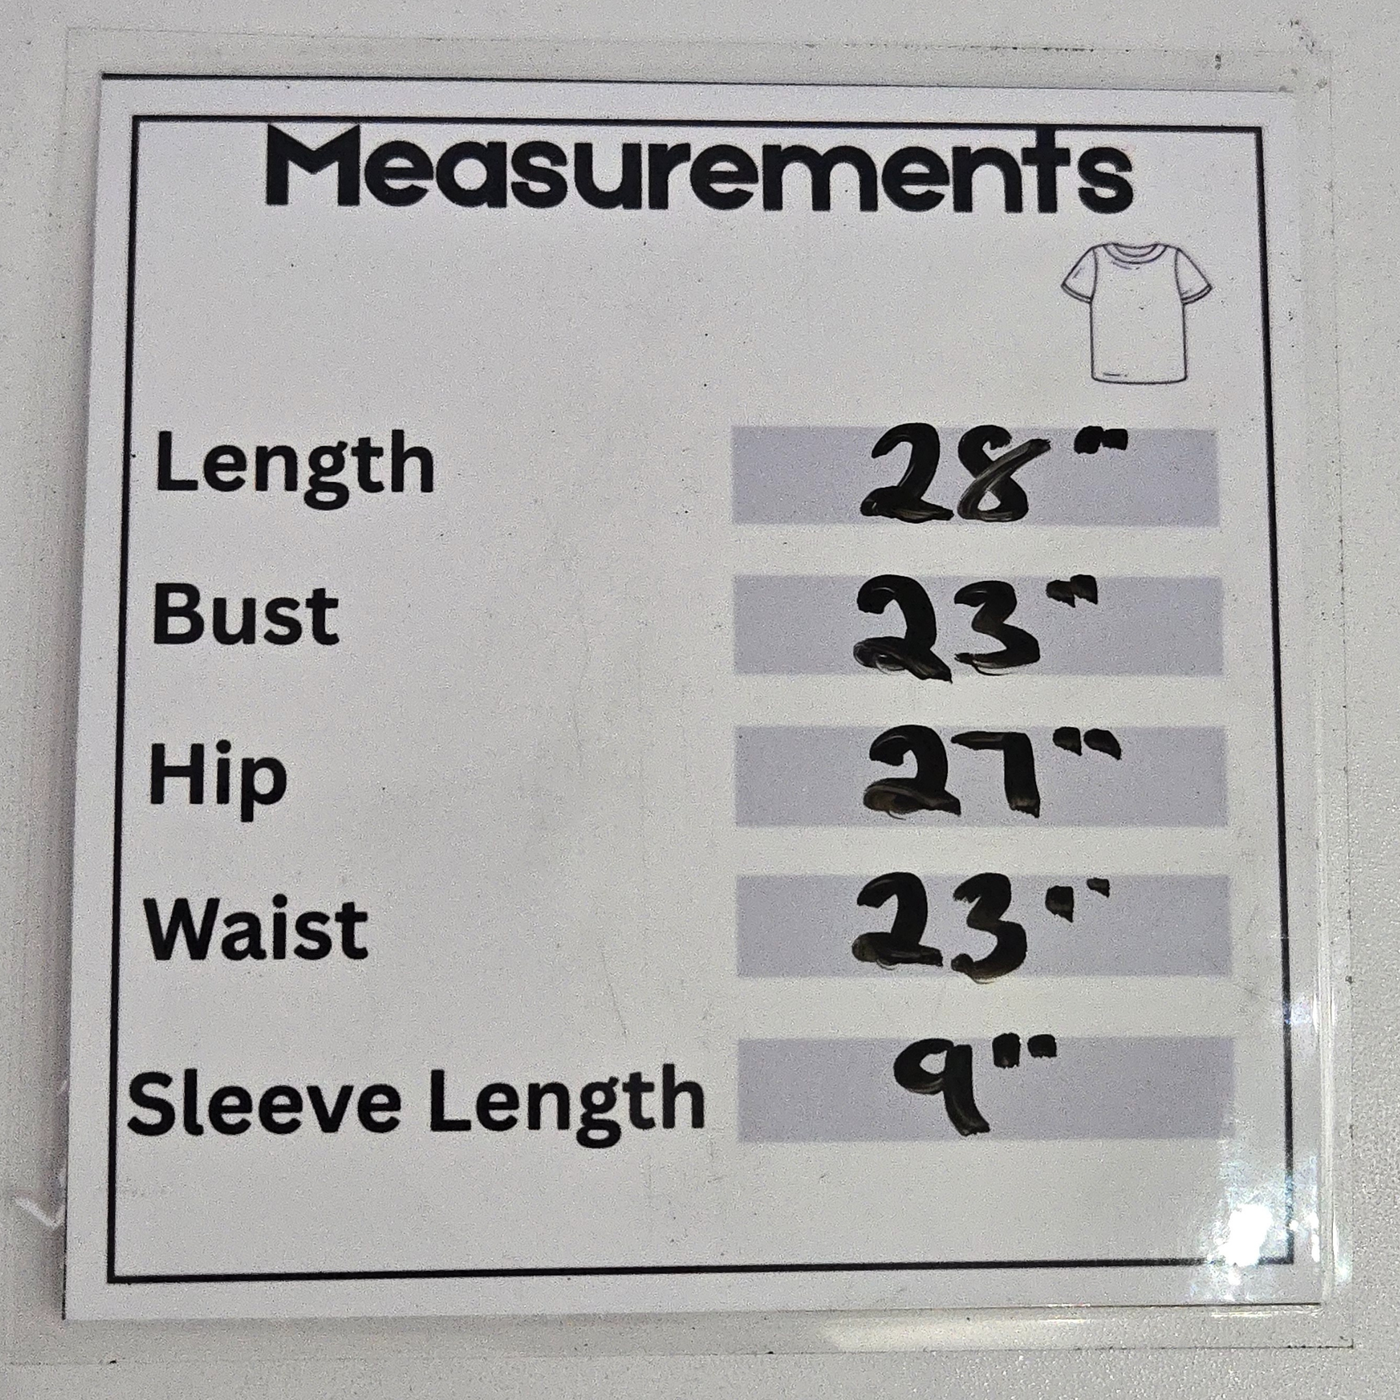 Measurements
Length 28"
Bust 23"
Hip 27"
Waist 23"
Sleeve Length 9"